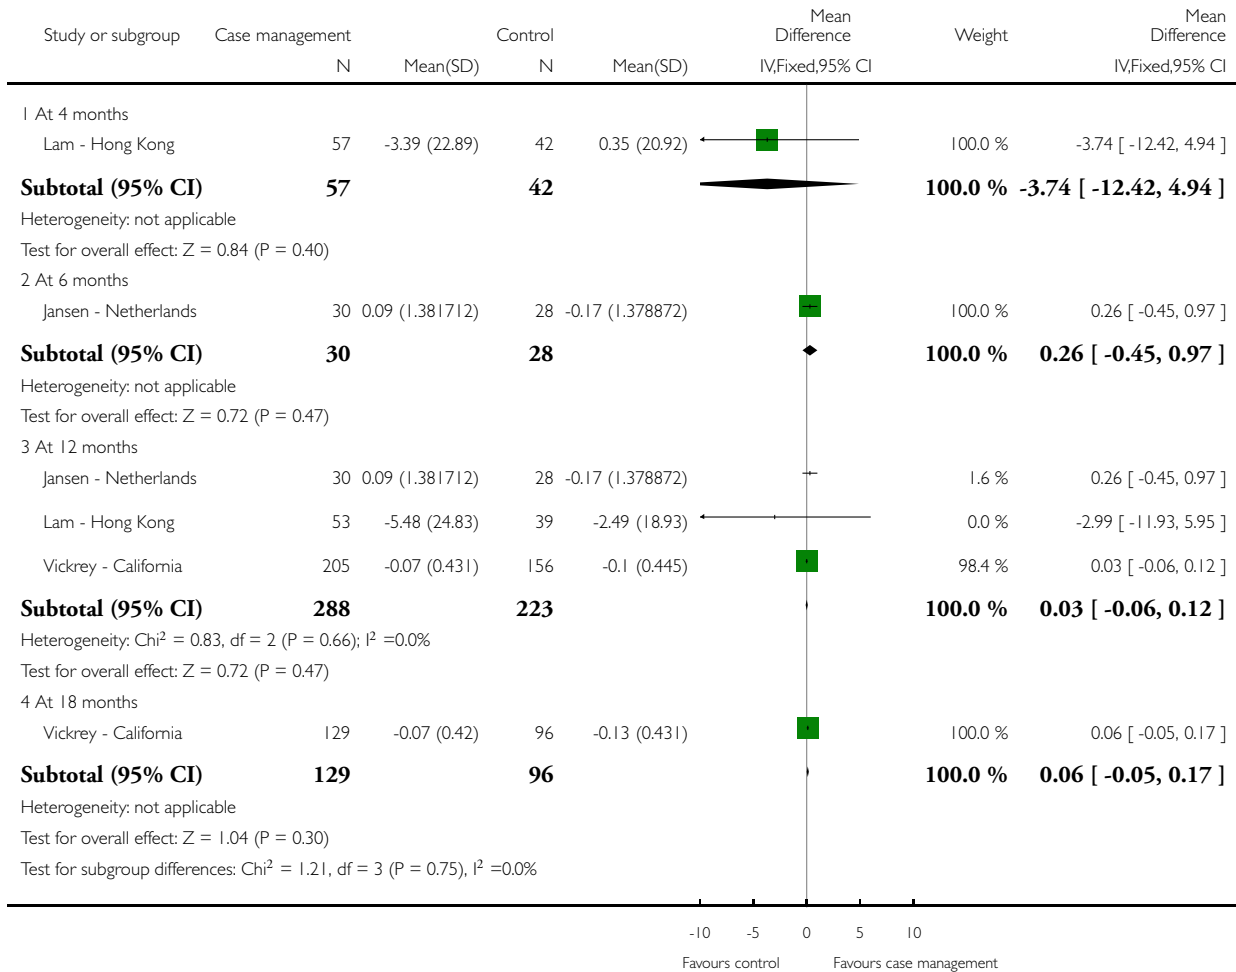 Study or subgroup Case management Control Mean Difference Weight Mean Difference
N Mean(SD) N Mean(SD) IV,Fixed,95% CI IV,Fixed,95% CI
1 At 4 months
Lam - Hong Kong 57 -3.39 (22.89) 42 0.35 (20.92) 100.0 % -3.74 [ -12.42, 4.94 ]
Subtotal (95% CI) 57 42 100.0 % -3.74 [ -12.42, 4.94 ]
Heterogeneity: not applicable
Test for overall effect: Z = 0.84 (P = 0.40)
2 At 6 months
Jansen - Netherlands 30 0.09 (1.381712) 28 -0.17 (1.378872) 100.0 % 0.26 [ -0.45, 0.97 ]
Subtotal (95% CI) 30 28 100.0 % 0.26 [ -0.45, 0.97 ]
Heterogeneity: not applicable
Test for overall effect: Z = 0.72 (P = 0.47)
3 At 12 months
Jansen - Netherlands 30 0.09 (1.381712) 28 -0.17 (1.378872) 1.6 % 0.26 [ -0.45, 0.97 ]
Lam - Hong Kong 53 -5.48 (24.83) 39 -2.49 (18.93) 0.0 % -2.99 [ -11.93, 5.95 ]
Vickrey - California 205 -0.07 (0.431) 156 -0.1 (0.445) 98.4 % 0.03 [ -0.06, 0.12 ]
Subtotal (95% CI) 288 223 100.0 % 0.03 [ -0.06, 0.12 ]
Heterogeneity: Chi² = 0.83, df = 2 (P = 0.66); I² =0.0%
Test for overall effect: Z = 0.72 (P = 0.47)
4 At 18 months
Vickrey - California 129 -0.07 (0.42) 96 -0.13 (0.431) 100.0 % 0.06 [ -0.05, 0.17 ]
Subtotal (95% CI) 129 96 100.0 % 0.06 [ -0.05, 0.17 ]
Heterogeneity: not applicable
Test for overall effect: Z = 1.04 (P = 0.30)
Test for subgroup differences: Chi² = 1.21, df = 3 (P = 0.75), I² =0.0%
-10 -5 0 5 10
Favours control Favours case management